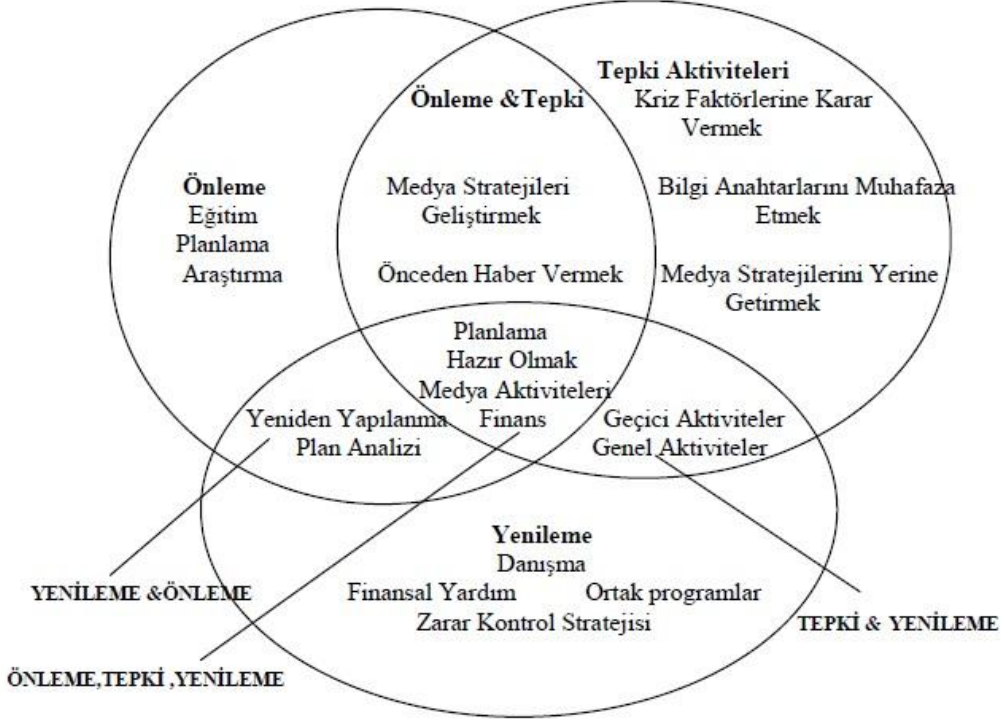 Tepki Aktiviteleri
Önleme &Tepki
Kriz Faktörlerine Karar
Vermek
Önleme
Eğitim
Planlama
Araştırma
Medya Stratejileri
Geliştirmek
Önceden Haber Vermek
Bilgi Anahtarlarını Muhafaza
Etmek
Medya Stratejilerini Yerine
Getirmek
Planlama
Hazır Olmak
Medya Aktiviteleri
Finans
Yeniden Yapılanma
Plan Analizi
Geçici Aktiviteler
Genel Aktiviteler
Yenileme
Danışma
Finansal Yardım
Ortak programlar
Zarar Kontrol Stratejisi
YENİLEME &ÖNLEME
TEPKİ & YENİLEME
ÖNLEME,TEPKİ ,YENİLEME